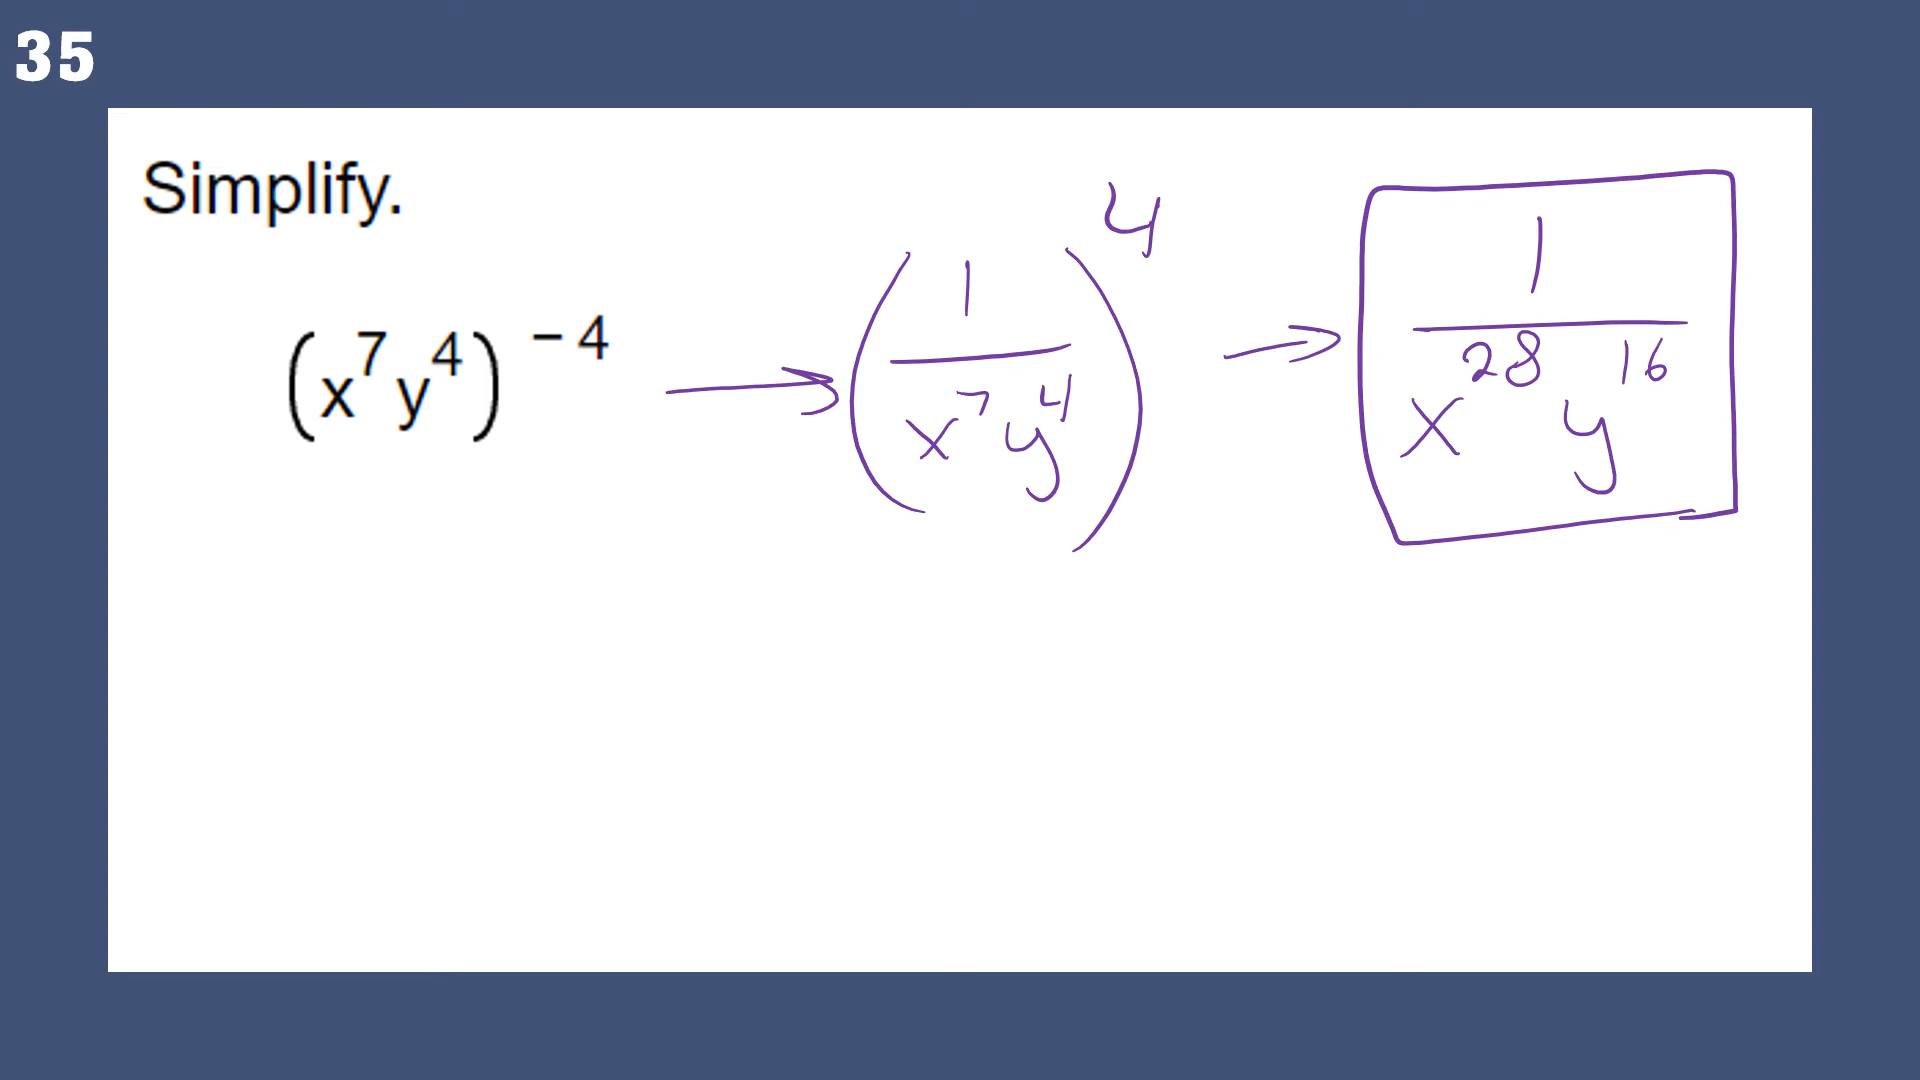 35
Simplify.
(x⁷y⁴)⁻⁴ → (1/x⁷y⁴)⁴ → 1/x²⁸y¹⁶